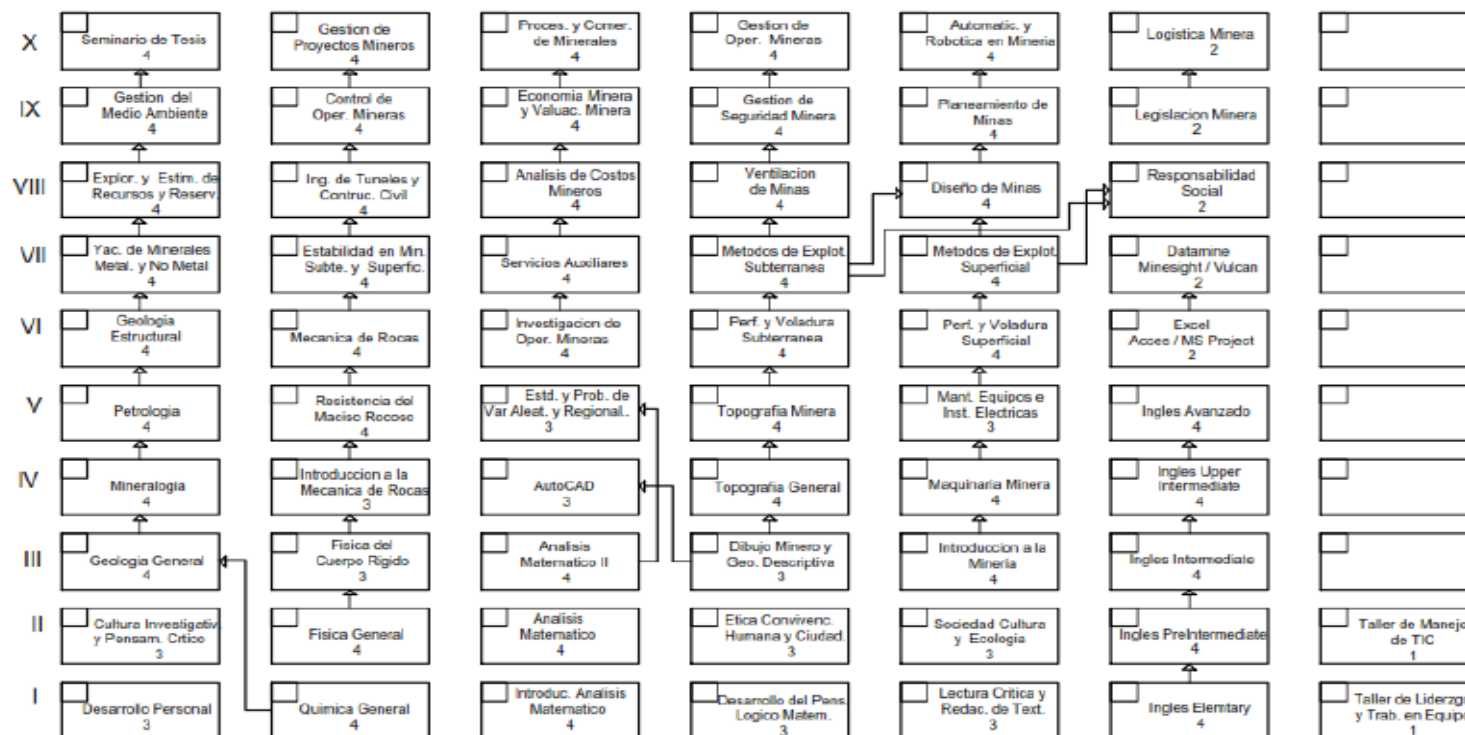 X
Seminario de Tesis
4
Gestion de
Proyectos Mineros
4
Proces. y Comer.
de Minerales
4
Gestion de
Oper. Mineras
4
Automatic. y
Robotica en Mineria
4
Logistica Minera
2
IX
Gestion del
Medio Ambiente
4
Control de
Oper. Mineras
4
Economia Minera
y Valuac. Minera
4
Gestion de
Seguridad Minera
4
Planeamiento de
Minas
4
Legislacion Minera
2
VIII
Explor. y Estim. de
Recursos y Reserv.
4
Ing. de Tuneles y
Contruc. Civil
4
Analisis de Costos
Mineros
4
Ventilacion
de Minas
4
Diseño de Minas
4
Responsabilidad
Social
2
VII
Yac. de Minerales
Metal. y No Metal
4
Estabilidad en Min.
Subte. y Superfic.
4
Servicios Auxiliares
4
Metodos de Explot.
Subterranea
4
Metodos de Explot.
Superficial
4
Datamine
Minesight / Vulcan
2
VI
Geologia
Estructural
4
Mecanica de Rocas
4
Investigacion de
Oper. Mineras
4
Perf. y Voladura
Subterranea
4
Perf. y Voladura
Superficial
4
Excel
Acces / MS Project
2
V
Petrologia
4
Resistencia del
Maciso Rocoso
4
Estd. y Prob. de
Var Aleat. y Regional..
3
Topografia Minera
4
Mant. Equipos e
Inst. Electricas
3
Ingles Avanzado
4
IV
Mineralogia
4
Introduccion a la
Mecanica de Rocas
3
AutoCAD
3
Topografia General
4
Maquinaria Minera
4
Ingles Upper
Intermediate
4
III
Geologia General
4
Fisica del
Cuerpo Rigido
3
Analisis
Matematico II
4
Dibujo Minero y
Geo. Descriptiva
3
Introduccion a la
Mineria
4
Ingles Intermediate
4
II
Cultura Investigativ.
y Pensam. Crtico
3
Fisica General
4
Analisis
Matematico
4
Etica Convivenc.
Humana y Ciudad.
3
Sociedad Cultura
y Ecologia
3
Ingles PreIntermediate
4
Taller de Manejo
de TIC
1
I
Desarrollo Personal
3
Quimica General
4
Introduc. Analisis
Matematico
4
Desarrollo del Pens.
Logico Matem.
3
Lectura Critica y
Redac. de Text.
3
Ingles Elemtary
4
Taller de Liderzgo
y Trab. en Equipo
1